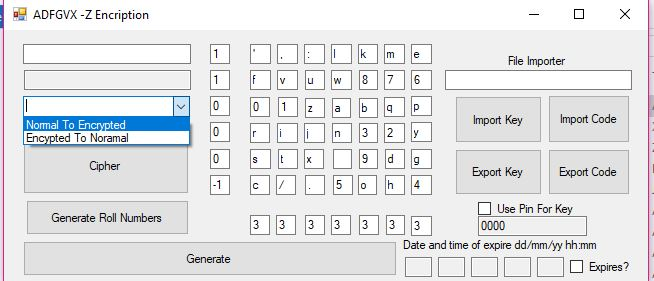 ADFGVX -Z Encription
1 ' , : l k m e
File Importer
1 f v u w 8 7 6
0 0 1 z a b q p
Normal To Encrypted
Encypted To Noramal
0 r i j n 3 2 y
Import Key Import Code
Cipher
0 s t x 9 d g
-1 c / . 5 o h 4
Export Key Export Code
Generate Roll Numbers
3 3 3 3 3 3 3
Use Pin For Key
0000
Date and time of expire dd/mm/yy hh:mm
Generate
Expires?